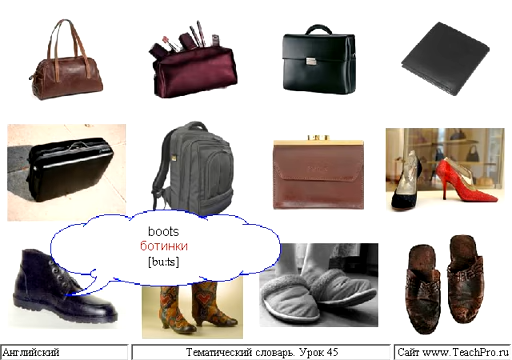 boots
ботинки
[bu:ts]
Английский
Тематический словарь. Урок 45
Сайт www.TeachPro.ru